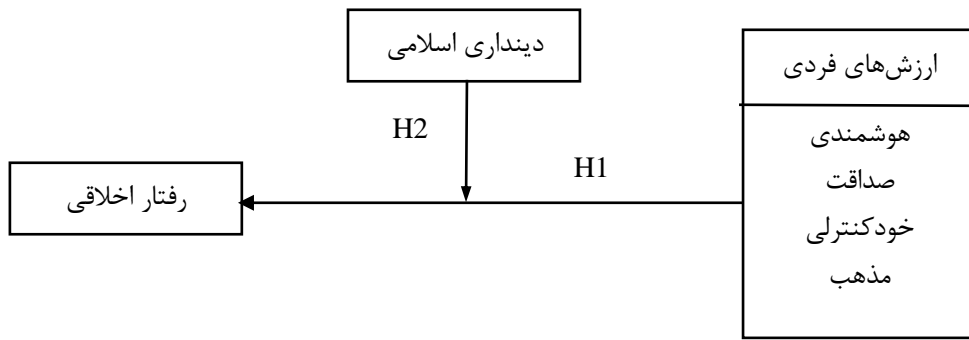 دینداری اسلامی
ارزش‌های فردی
هوشمندی
صداقت
خودکنترلی
مذهب
H2
H1
رفتار اخلاقی